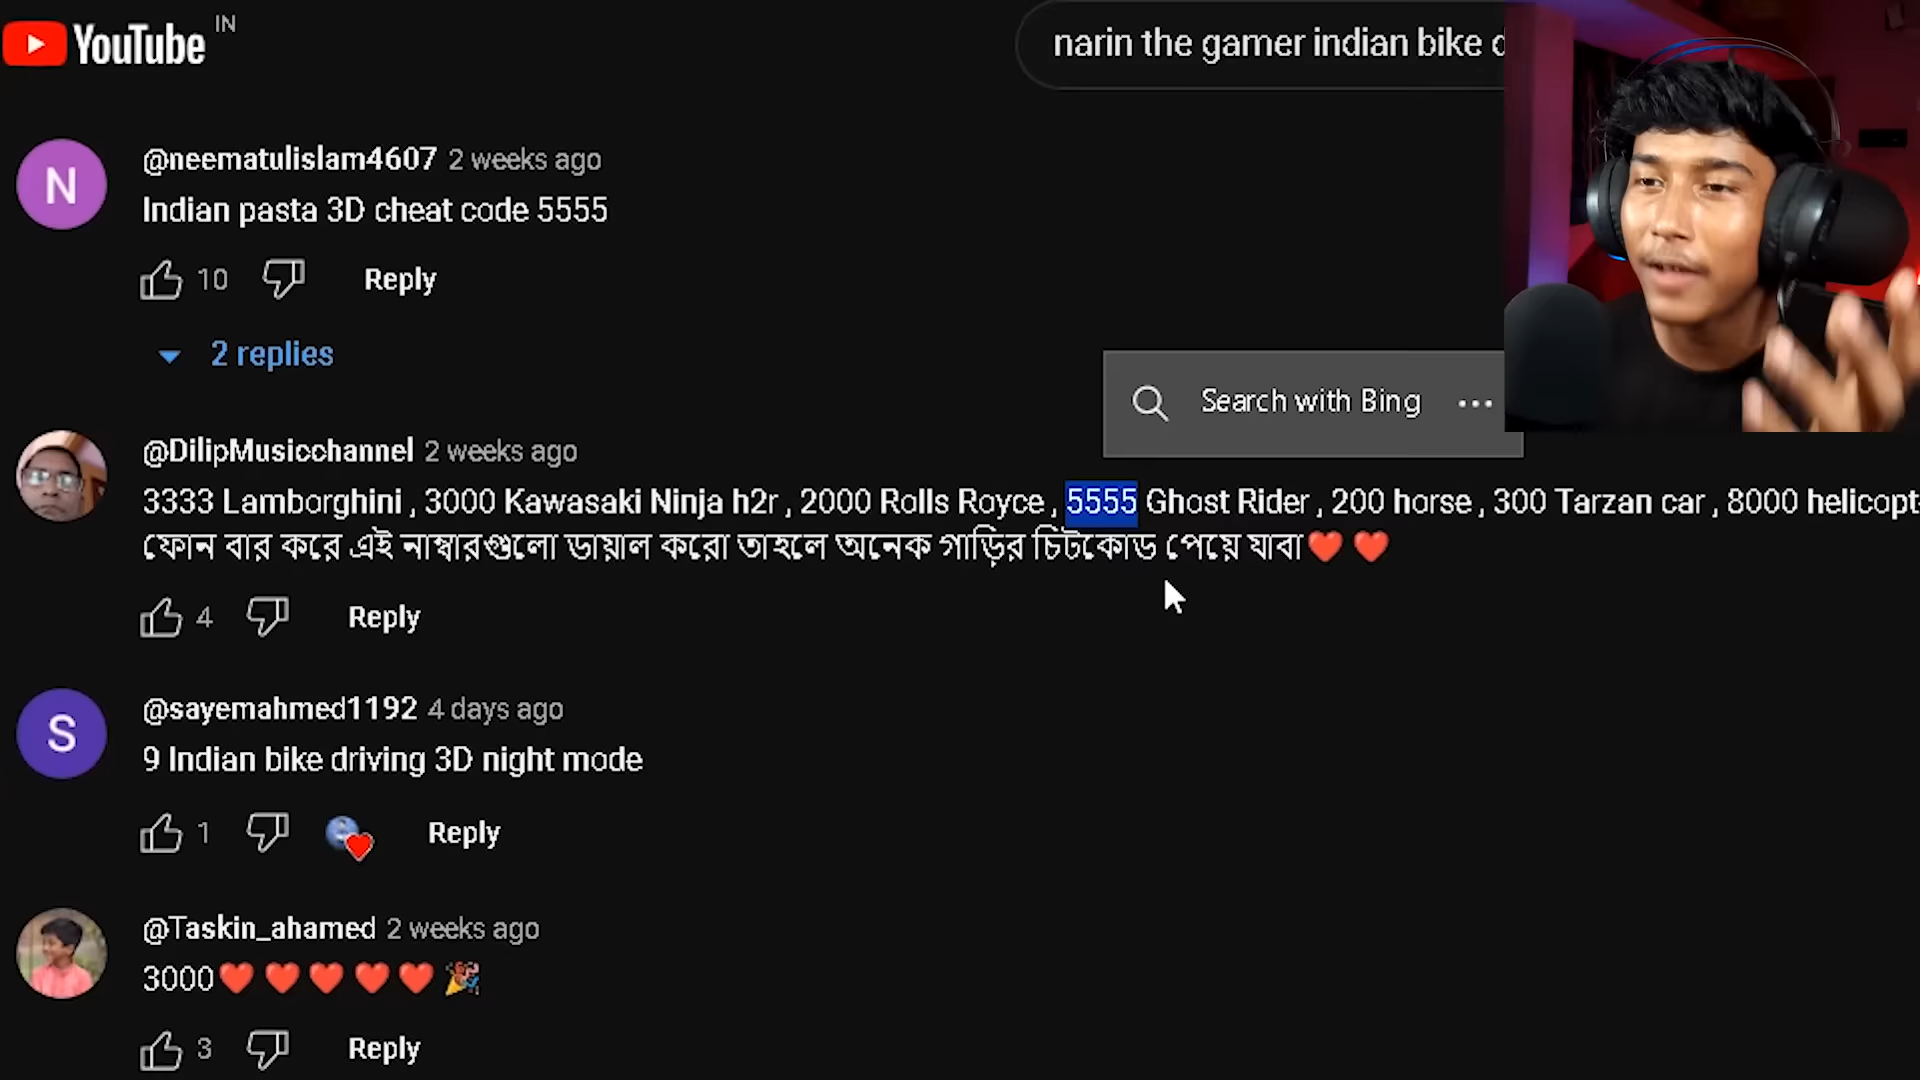 YouTube IN
narin the gamer indian bike
@neematulislam4607 2 weeks ago
Indian pasta 3D cheat code 5555
10 Reply
2 replies
Search with Bing
@DilipMusicchannel 2 weeks ago
3333 Lamborghini , 3000 Kawasaki Ninja h2r , 2000 Rolls Royce , 5555 Ghost Rider , 200 horse , 300 Tarzan car , 8000 helicopt
ফোন বার করে এই নাম্বারগুলো ডায়াল করো তাহলে অনেক গাড়ির চিটকোড পেয়ে যাবা❤️ ❤️
4 Reply
@sayemahmed1192 4 days ago
9 Indian bike driving 3D night mode
1 Reply
@Taskin_ahamed 2 weeks ago
3000❤️ ❤️ ❤️ ❤️ ❤️ 🎉
3 Reply